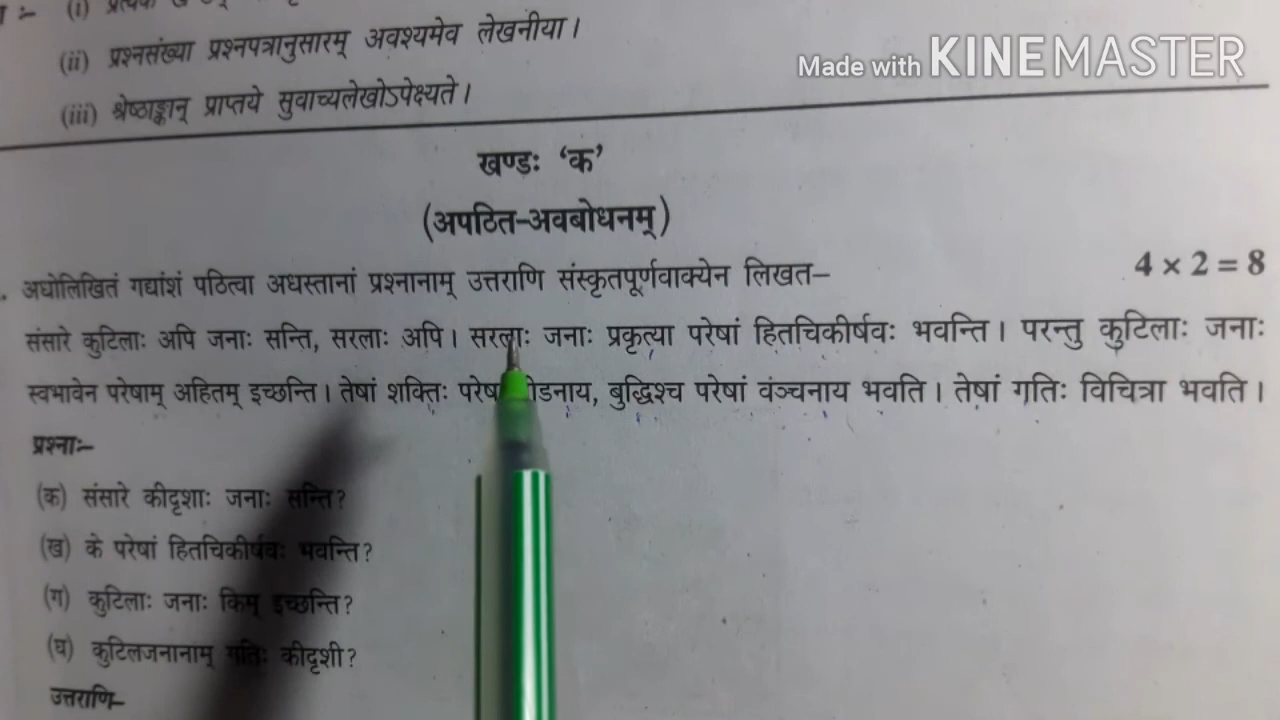 (i) प्रत्येक
(ii) प्रश्नसंख्या प्रश्नपत्रानुसारम् अवश्यमेव लेखनीया।
(iii) श्रेष्ठाङ्कान् प्राप्तये सुवाच्यलेखोऽपेक्ष्यते।
Made with KINEMASTER
खण्डः ‘क’
(अपठित-अवबोधनम्)
अधोलिखितं गद्यांशं पठित्वा अधस्तानां प्रश्नानाम् उत्तराणि संस्कृतपूर्णवाक्येन लिखत– 4 × 2 = 8
संसारे कुटिलाः अपि जनाः सन्ति, सरलाः अपि। सरलाः जनाः प्रकृत्या परेषां हितचिकीर्षवः भवन्ति। परन्तु कुटिलाः जनाः
स्वभावेन परेषाम् अहितम् इच्छन्ति। तेषां शक्तिः बुद्धिश्च परेषां वंञ्चनाय भवति। तेषां गतिः विचित्रा भवति।
प्रश्नाः–
(क) संसारे कीदृशाः जनाः सन्ति?
(ख) के परेषां हितचिकीर्षवः भवन्ति?
(ग) कुटिलाः जनाः किम् इच्छन्ति?
(घ) कुटिलजनानाम् गतिः कीदृशी?
उत्तराणि–